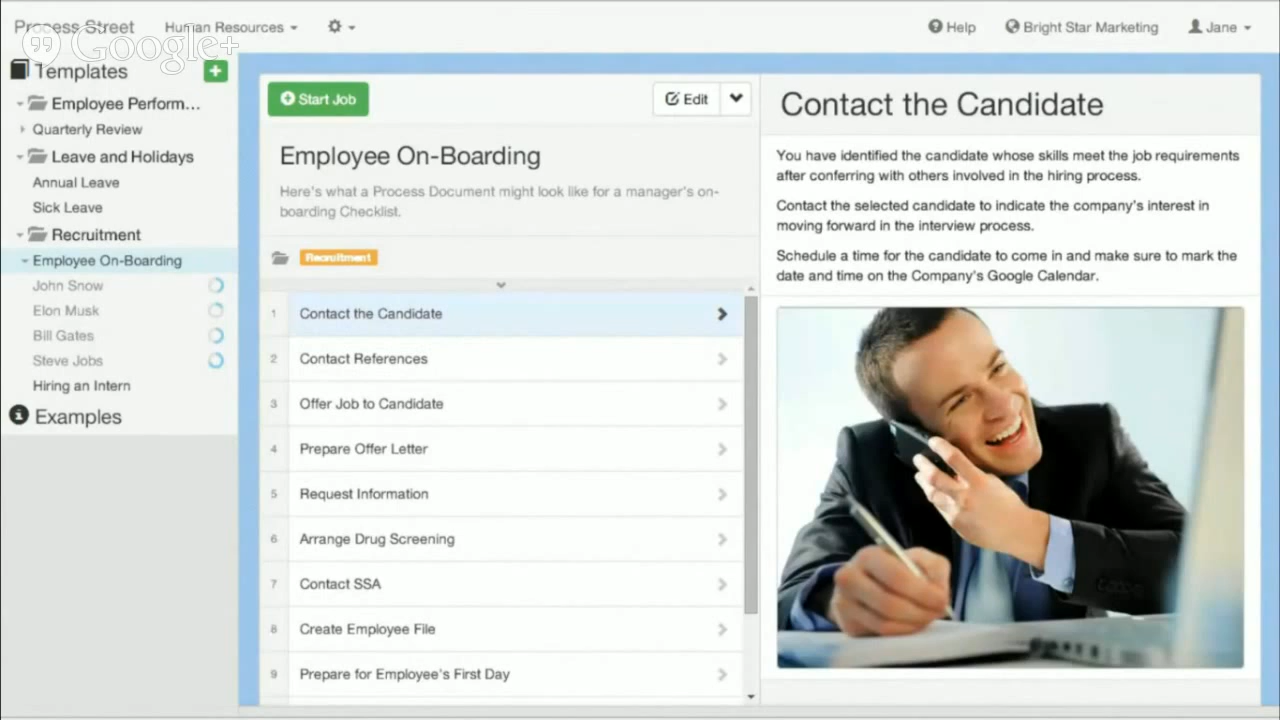 Process Street
Human Resources
Help
Bright Star Marketing
Jane
Google+
Templates
Employee Perform...
Quarterly Review
Leave and Holidays
Annual Leave
Sick Leave
Recruitment
Employee On-Boarding
John Snow
Elon Musk
Bill Gates
Steve Jobs
Hiring an Intern
Examples
Start Job
Edit
Employee On-Boarding
Here's what a Process Document might look like for a manager's on-
boarding Checklist.
Recruitment
1 Contact the Candidate
2 Contact References
3 Offer Job to Candidate
4 Prepare Offer Letter
5 Request Information
6 Arrange Drug Screening
7 Contact SSA
8 Create Employee File
9 Prepare for Employee's First Day
Contact the Candidate
You have identified the candidate whose skills meet the job requirements
after conferring with others involved in the hiring process.
Contact the selected candidate to indicate the company's interest in
moving forward in the interview process.
Schedule a time for the candidate to come in and make sure to mark the
date and time on the Company's Google Calendar.